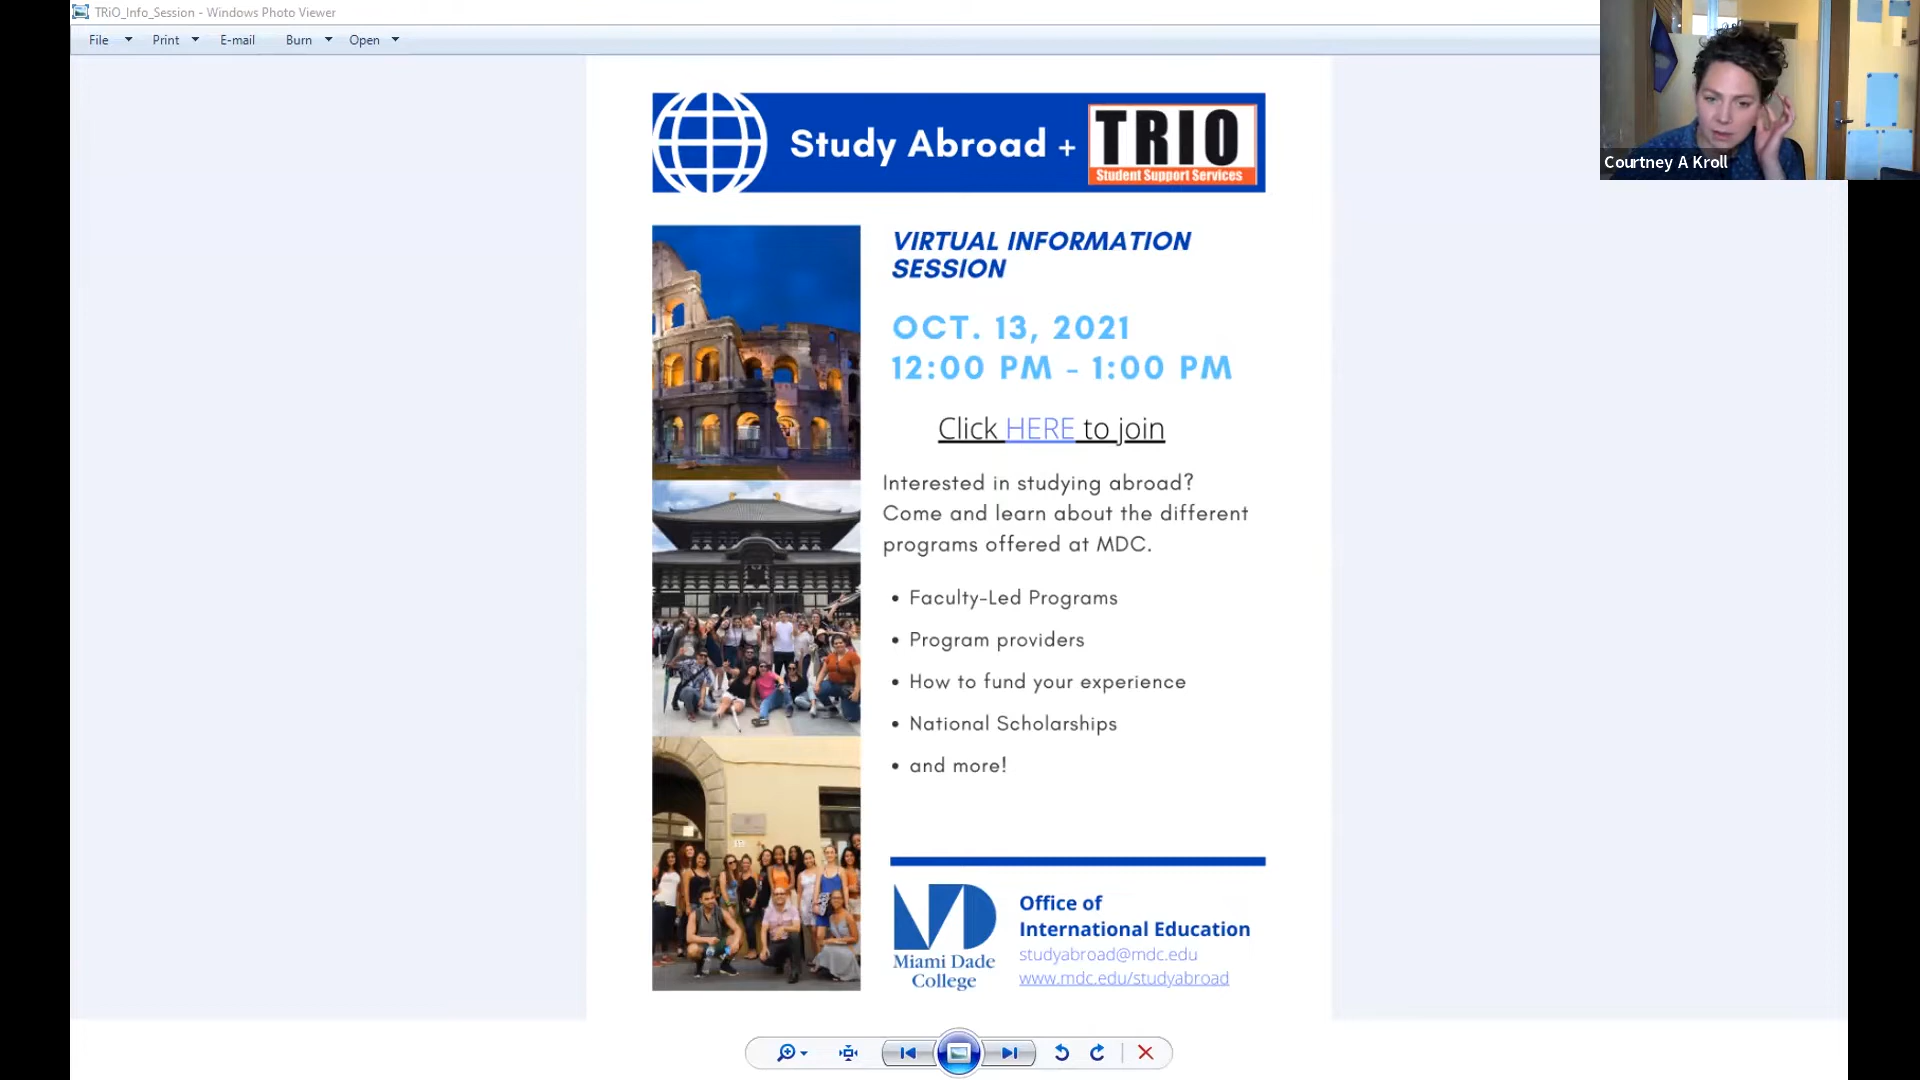 TRiO_Info_Session - Windows Photo Viewer
File Print E-mail Burn Open
Study Abroad + TRIO
Student Support Services
Courtney A Kroll
VIRTUAL INFORMATION
SESSION
OCT. 13, 2021
12:00 PM - 1:00 PM
Click HERE to join
Interested in studying abroad?
Come and learn about the different
programs offered at MDC.
• Faculty-Led Programs
• Program providers
• How to fund your experience
• National Scholarships
• and more!
Miami Dade
College
Office of
International Education
studyabroad@mdc.edu
www.mdc.edu/studyabroad